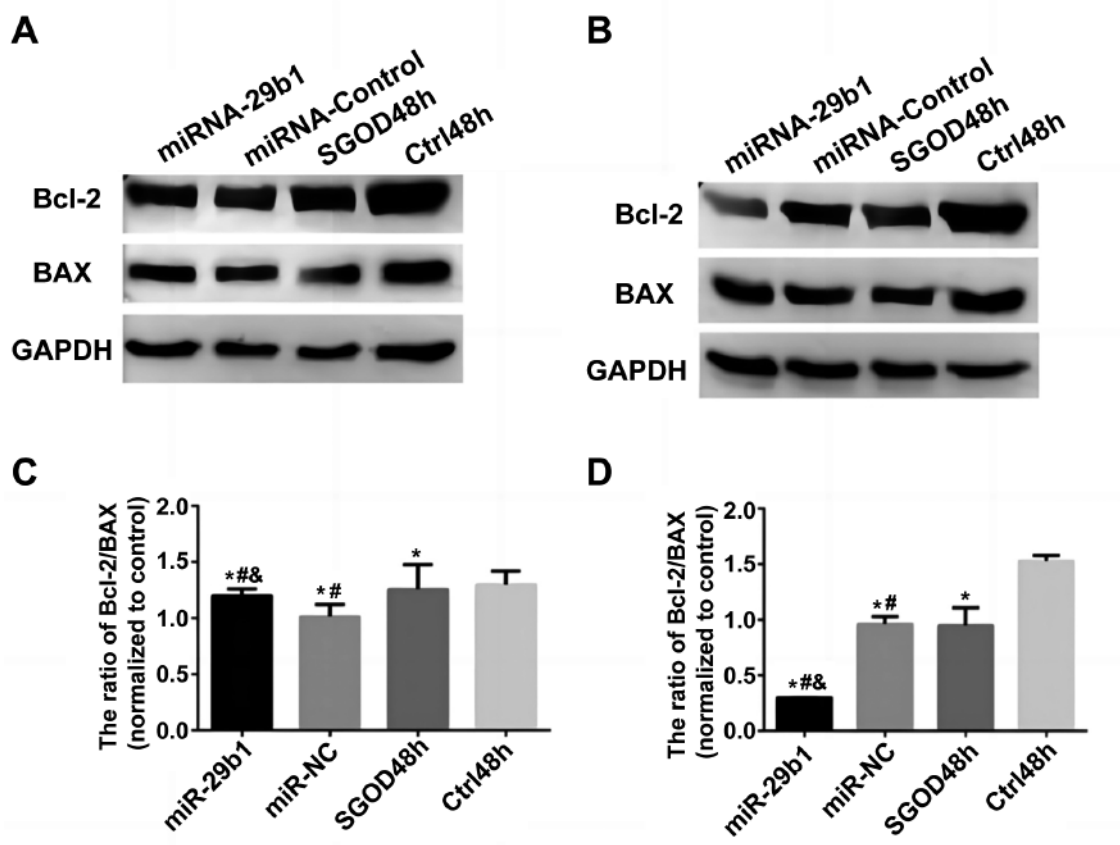 A
miRNA-29b1
miRNA-Control
SGOD48h
Ctrl48h
Bcl-2
BAX
GAPDH
B
miRNA-29b1
miRNA-Control
SGOD48h
Ctrl48h
Bcl-2
BAX
GAPDH
C
The ratio of Bcl-2/BAX
(normalized to control)
2.0
1.5
1.0
0.5
0.0
*#&
*#
*
miR-29b1
miR-NC
SGOD48h
Ctrl48h
D
The ratio of Bcl-2/BAX
(normalized to control)
2.0
1.5
1.0
0.5
0.0
*#&
*#
*
miR-29b1
miR-NC
SGOD48h
Ctrl48h